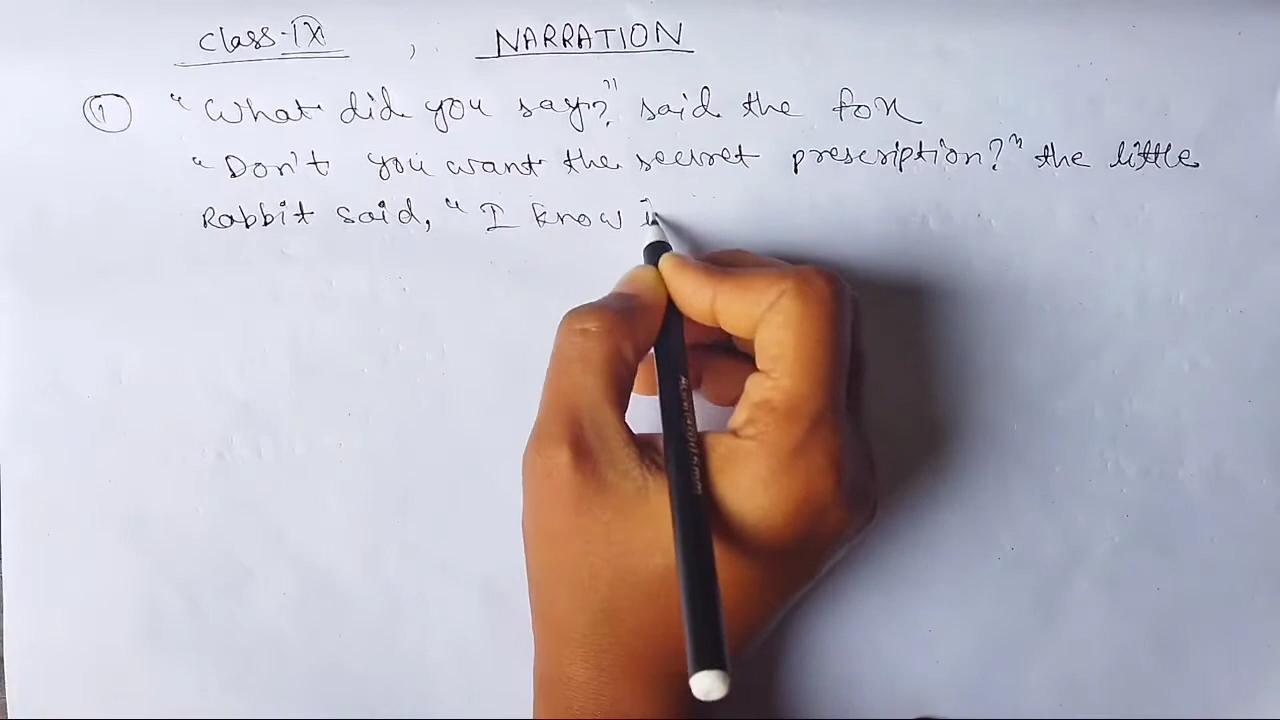 Class-IX , NARRATION
① "What did you say?" said the fox
"Don't you want the secret prescription?" the little
Rabbit said, "I know